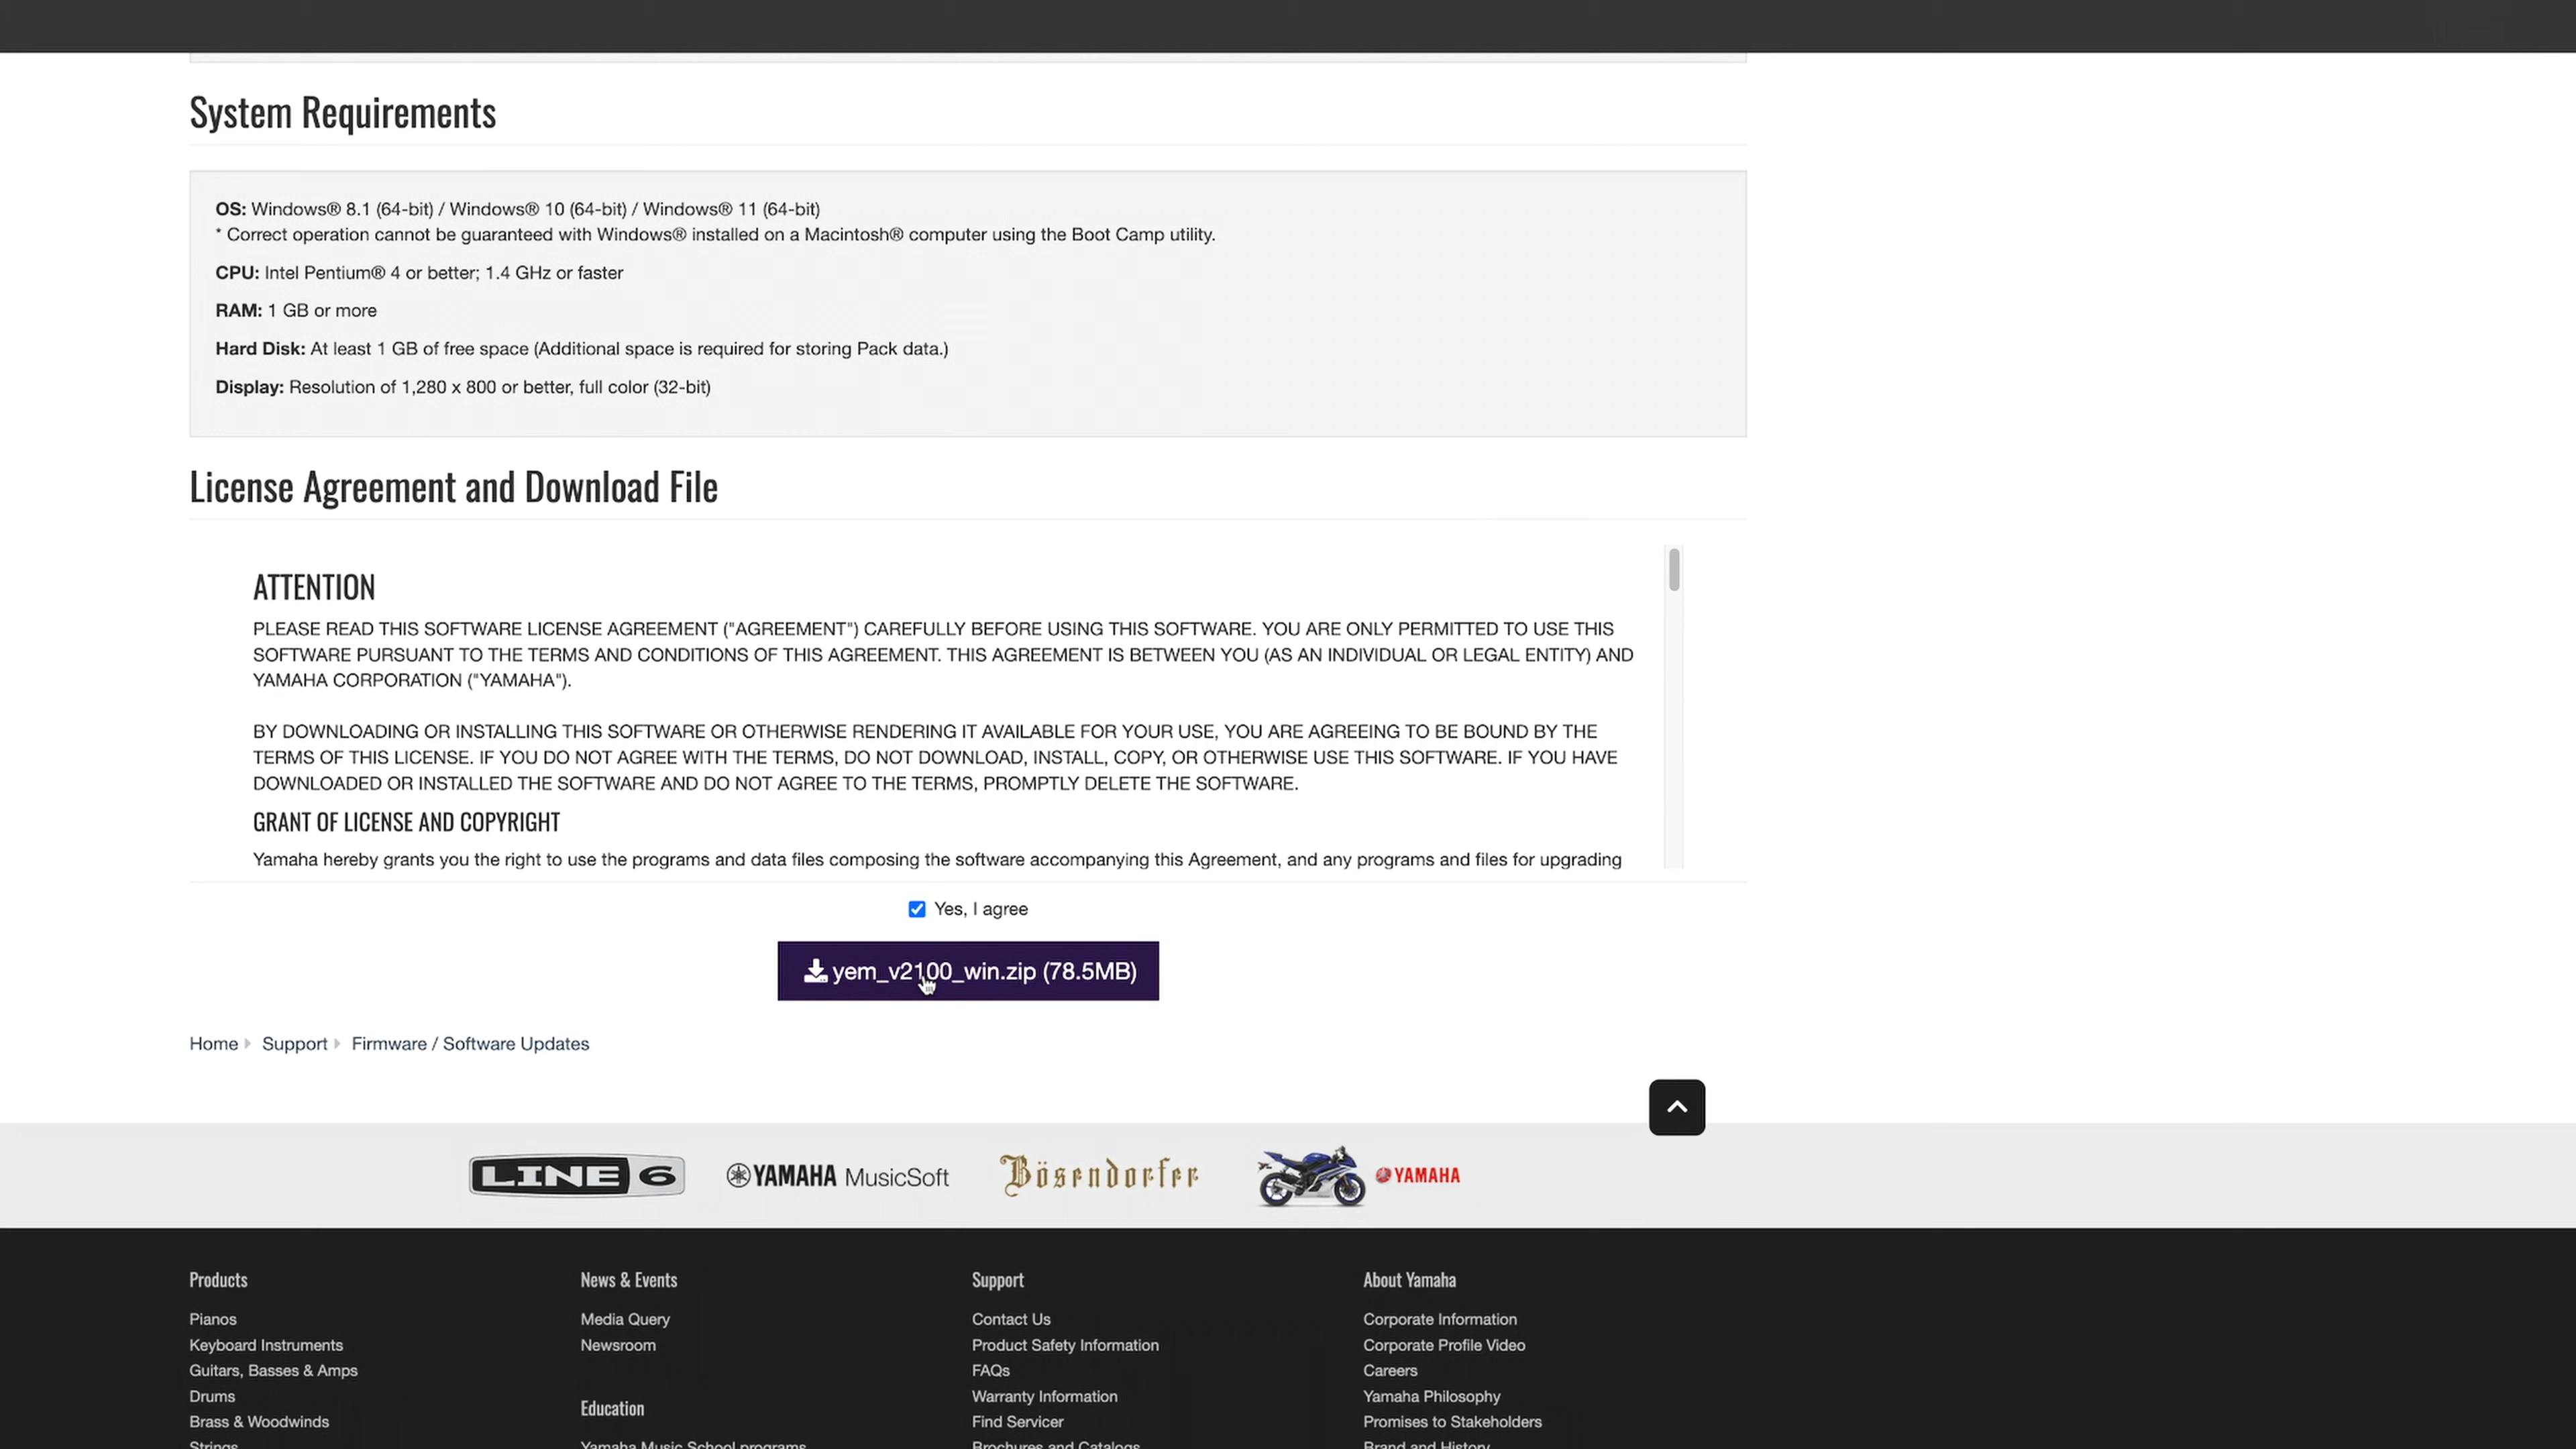 System Requirements
OS: Windows® 8.1 (64-bit) / Windows® 10 (64-bit) / Windows® 11 (64-bit)
* Correct operation cannot be guaranteed with Windows® installed on a Macintosh® computer using the Boot Camp utility.
CPU: Intel Pentium® 4 or better; 1.4 GHz or faster
RAM: 1 GB or more
Hard Disk: At least 1 GB of free space (Additional space is required for storing Pack data.)
Display: Resolution of 1,280 x 800 or better, full color (32-bit)
License Agreement and Download File
ATTENTION
PLEASE READ THIS SOFTWARE LICENSE AGREEMENT ("AGREEMENT") CAREFULLY BEFORE USING THIS SOFTWARE. YOU ARE ONLY PERMITTED TO USE THIS
SOFTWARE PURSUANT TO THE TERMS AND CONDITIONS OF THIS AGREEMENT. THIS AGREEMENT IS BETWEEN YOU (AS AN INDIVIDUAL OR LEGAL ENTITY) AND
YAMAHA CORPORATION ("YAMAHA").
BY DOWNLOADING OR INSTALLING THIS SOFTWARE OR OTHERWISE RENDERING IT AVAILABLE FOR YOUR USE, YOU ARE AGREEING TO BE BOUND BY THE
TERMS OF THIS LICENSE. IF YOU DO NOT AGREE WITH THE TERMS, DO NOT DOWNLOAD, INSTALL, COPY, OR OTHERWISE USE THIS SOFTWARE. IF YOU HAVE
DOWNLOADED OR INSTALLED THE SOFTWARE AND DO NOT AGREE TO THE TERMS, PROMPTLY DELETE THE SOFTWARE.
GRANT OF LICENSE AND COPYRIGHT
Yamaha hereby grants you the right to use the programs and data files composing the software accompanying this Agreement, and any programs and files for upgrading
Yes, I agree
yem_v2100_win.zip (78.5MB)
Home Support Firmware / Software Updates
LINE 6 YAMAHA MusicSoft Bösendorfer YAMAHA
Products
Pianos
Keyboard Instruments
Guitars, Basses & Amps
Drums
Brass & Woodwinds
Strings
News & Events
Media Query
Newsroom
Education
Yamaha Music School programs
Support
Contact Us
Product Safety Information
FAQs
Warranty Information
Find Servicer
Brochures and Catalogs
About Yamaha
Corporate Information
Corporate Profile Video
Careers
Yamaha Philosophy
Promises to Stakeholders
Brand and History